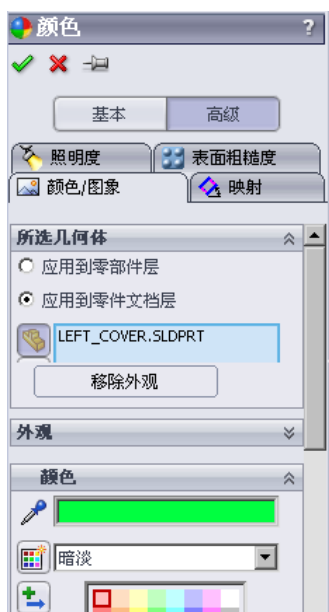 颜色 ?
基本 高级
照明度 表面粗糙度
颜色/图象 映射
所选几何体
应用到零部件层
应用到零件文档层
LEFT_COVER.SLDPRT
移除外观
外观
颜色
暗淡